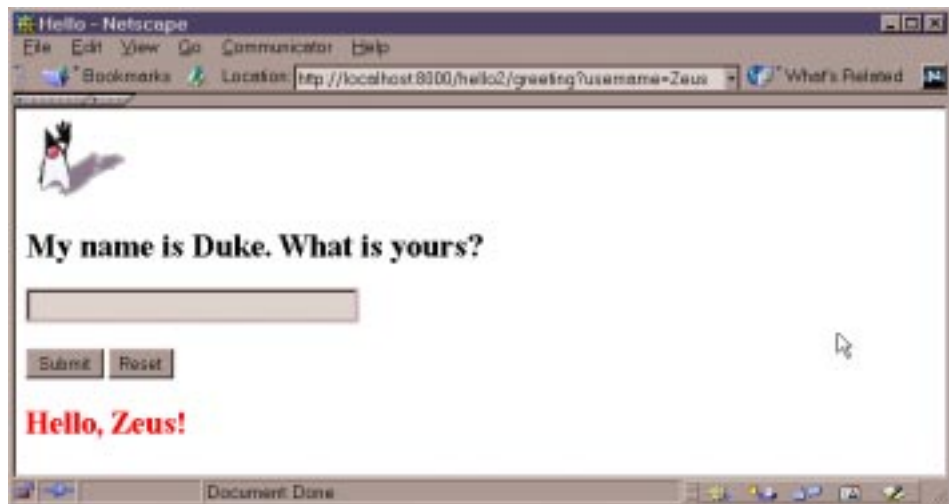 Hello - Netscape
File Edit View Go Communicator Help
Bookmarks Location: http://localhost:8000/hello2/greeting?username=Zeus What's Related
My name is Duke. What is yours?
Submit Reset
Hello, Zeus!
Document: Done